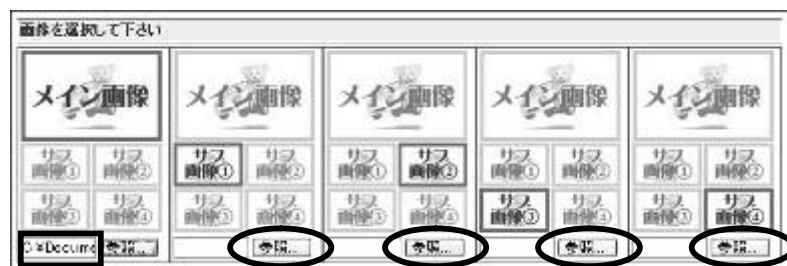 画像を選択して下さい
メイン画像 メイン画像 メイン画像 メイン画像 メイン画像
サブ画像① サブ画像② サブ画像① サブ画像② サブ画像① サブ画像② サブ画像① サブ画像② サブ画像① サブ画像②
サブ画像③ サブ画像④ サブ画像③ サブ画像④ サブ画像③ サブ画像④ サブ画像③ サブ画像④ サブ画像③ サブ画像④
C:¥Docume 参照... 参照... 参照... 参照... 参照...